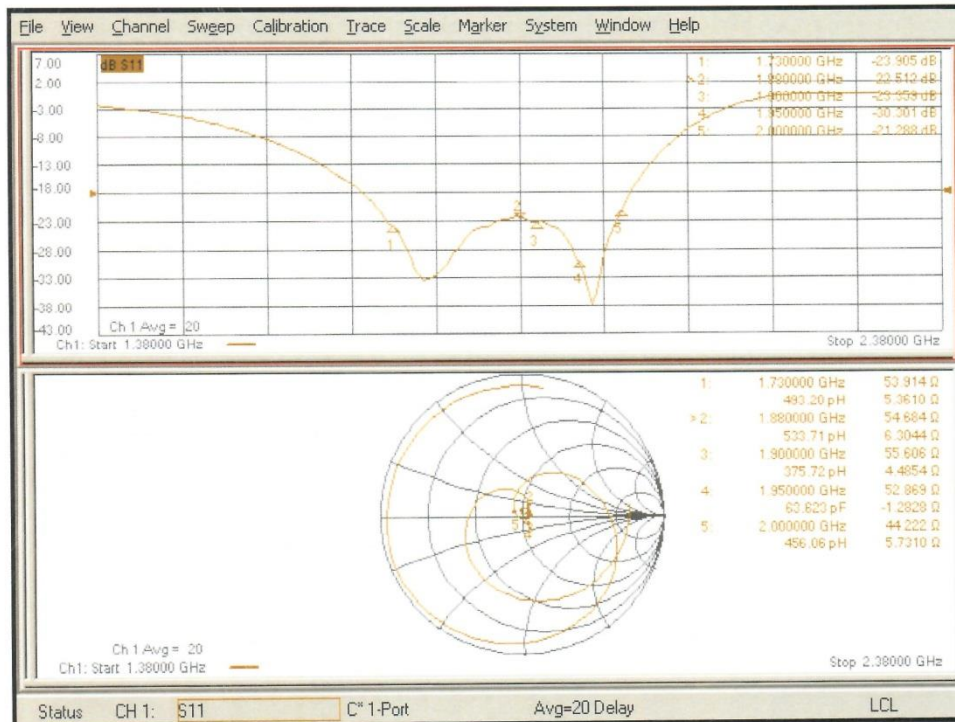 File View Channel Sweep Calibration Trace Scale Marker System Window Help
dB S11
7.00
2.00
-3.00
-8.00
-13.00
-18.00
-23.00
-28.00
-33.00
-38.00
-43.00
1: 1.730000 GHz -23.905 dB
> 2: 1.880000 GHz -22.512 dB
3: 1.900000 GHz -23.359 dB
4: 1.950000 GHz -30.301 dB
5: 2.000000 GHz -21.288 dB
1
2
3
4
5
Ch 1 Avg = 20
Ch1: Start 1.38000 GHz
Stop 2.38000 GHz
1: 1.730000 GHz 53.914 Ω
493.20 pH 5.3610 Ω
> 2: 1.880000 GHz 54.684 Ω
533.71 pH 6.3044 Ω
3: 1.900000 GHz 55.606 Ω
375.72 pH 4.4854 Ω
4: 1.950000 GHz 52.869 Ω
63.623 pF -1.2828 Ω
5: 2.000000 GHz 44.222 Ω
456.06 pH 5.7310 Ω
5
Ch 1 Avg = 20
Ch1: Start 1.38000 GHz
Stop 2.38000 GHz
Status CH 1: S11 C* 1-Port Avg=20 Delay LCL